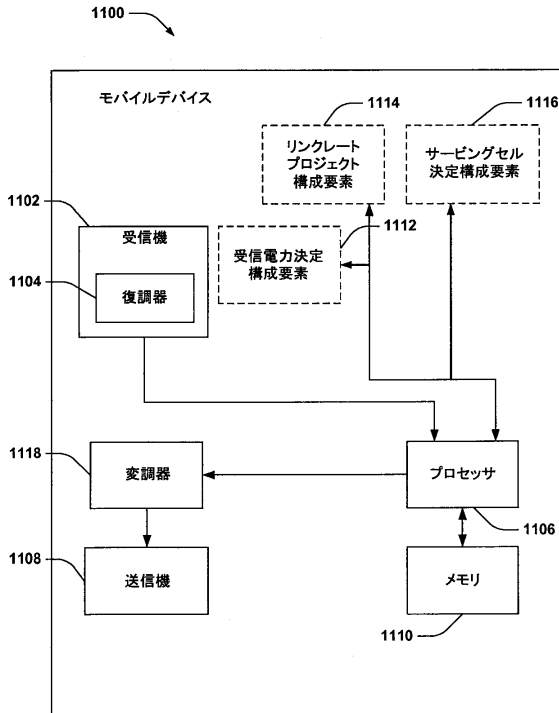 1100
モバイルデバイス
1114
1116
リンクレート
プロジェクト
構成要素
サービングセル
決定構成要素
1102
受信機
1112
受信電力決定
構成要素
1104
復調器
1118
変調器
プロセッサ
1106
1108
送信機
メモリ
1110